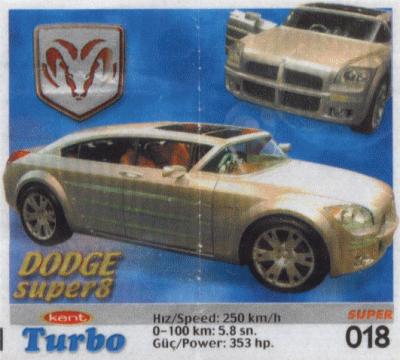 DODGE
super8
kent
Turbo
Hız/Speed: 250 km/h
0-100 km: 5.8 sn.
Güç/Power: 353 hp.
SUPER
018